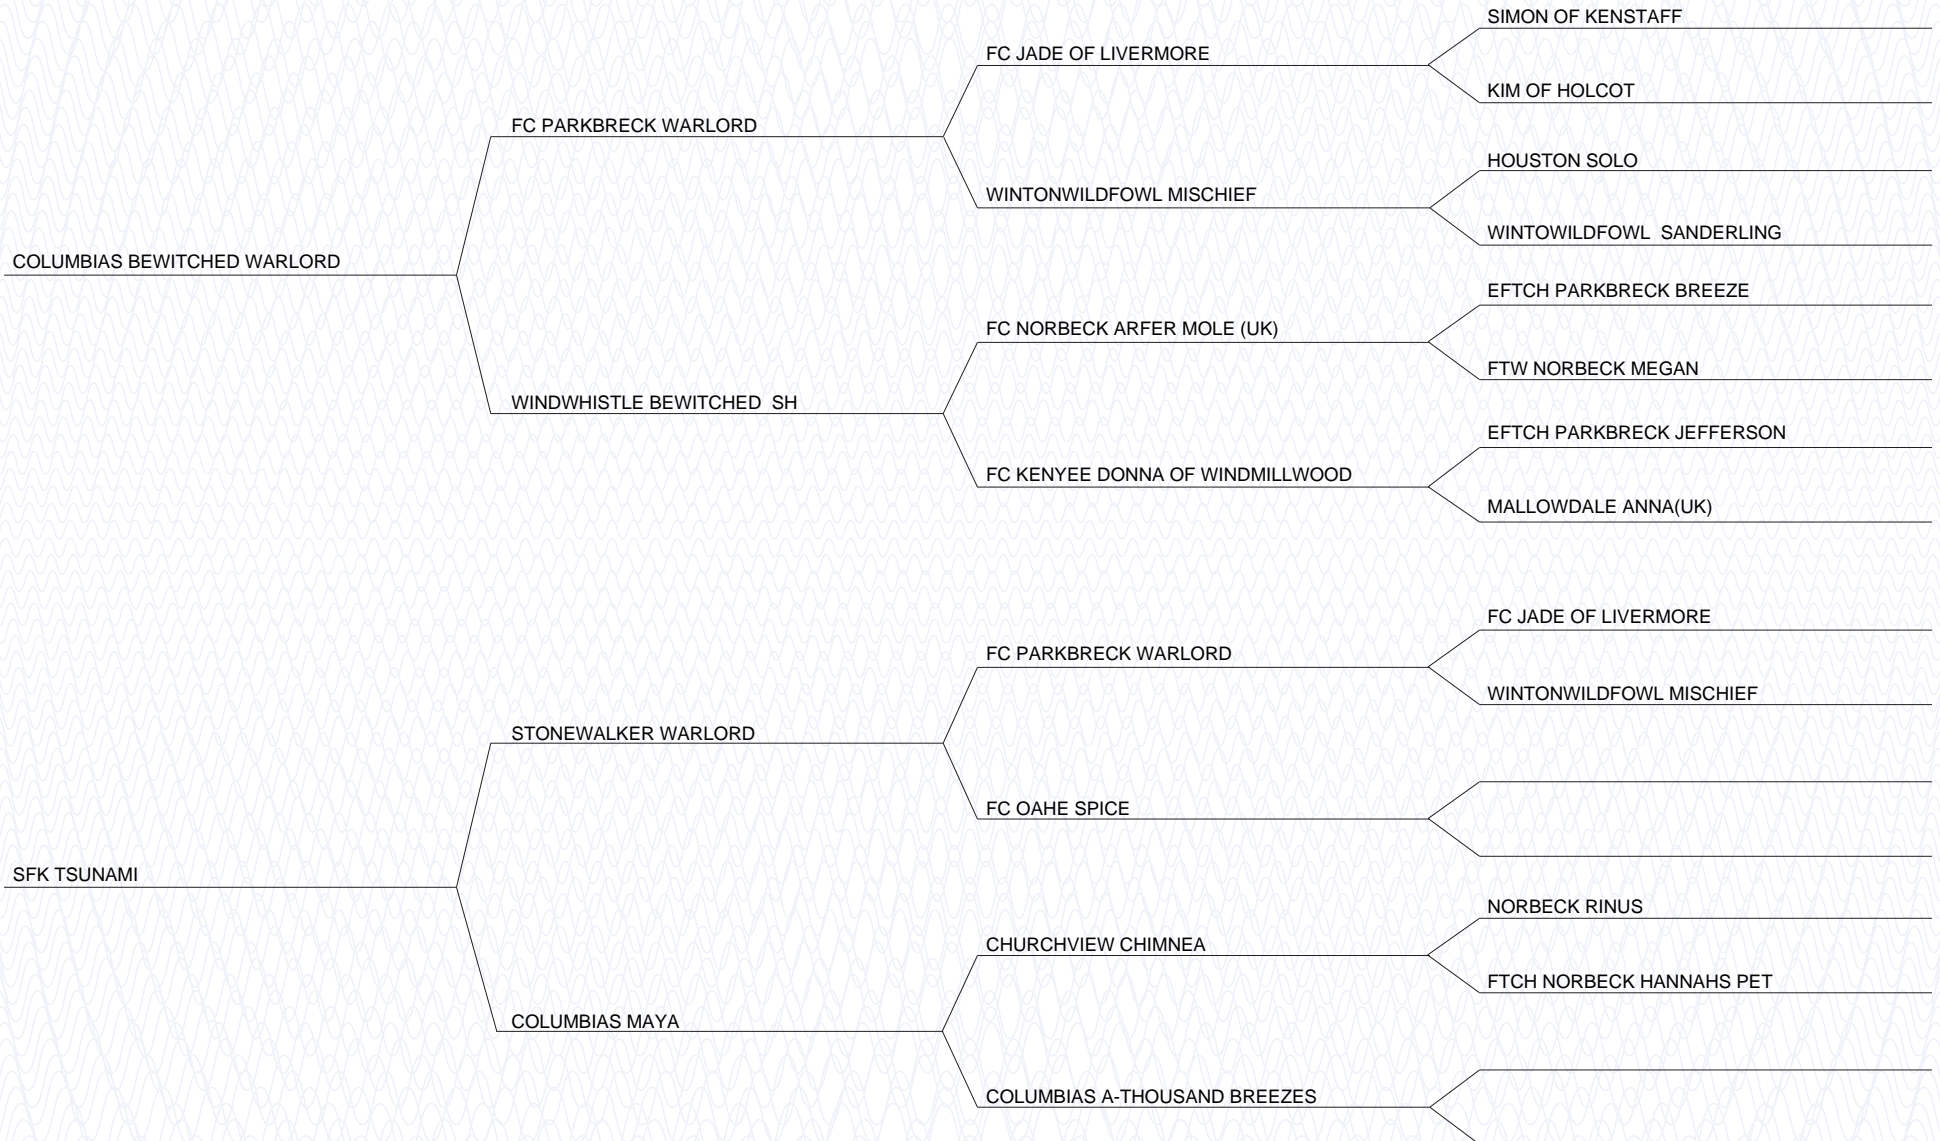 SIMON OF KENSTAFF
FC JADE OF LIVERMORE
KIM OF HOLCOT
FC PARKBRECK WARLORD
HOUSTON SOLO
WINTONWILDFOWL MISCHIEF
WINTOWILDFOWL  SANDERLING
COLUMBIAS BEWITCHED WARLORD
EFTCH PARKBRECK BREEZE
FC NORBECK ARFER MOLE (UK)
FTW NORBECK MEGAN
WINDWHISTLE BEWITCHED  SH
EFTCH PARKBRECK JEFFERSON
FC KENYEE DONNA OF WINDMILLWOOD
MALLOWDALE ANNA(UK)
FC JADE OF LIVERMORE
FC PARKBRECK WARLORD
WINTONWILDFOWL MISCHIEF
STONEWALKER WARLORD
FC OAHE SPICE
SFK TSUNAMI
NORBECK RINUS
CHURCHVIEW CHIMNEA
FTCH NORBECK HANNAHS PET
COLUMBIAS MAYA
COLUMBIAS A-THOUSAND BREEZES